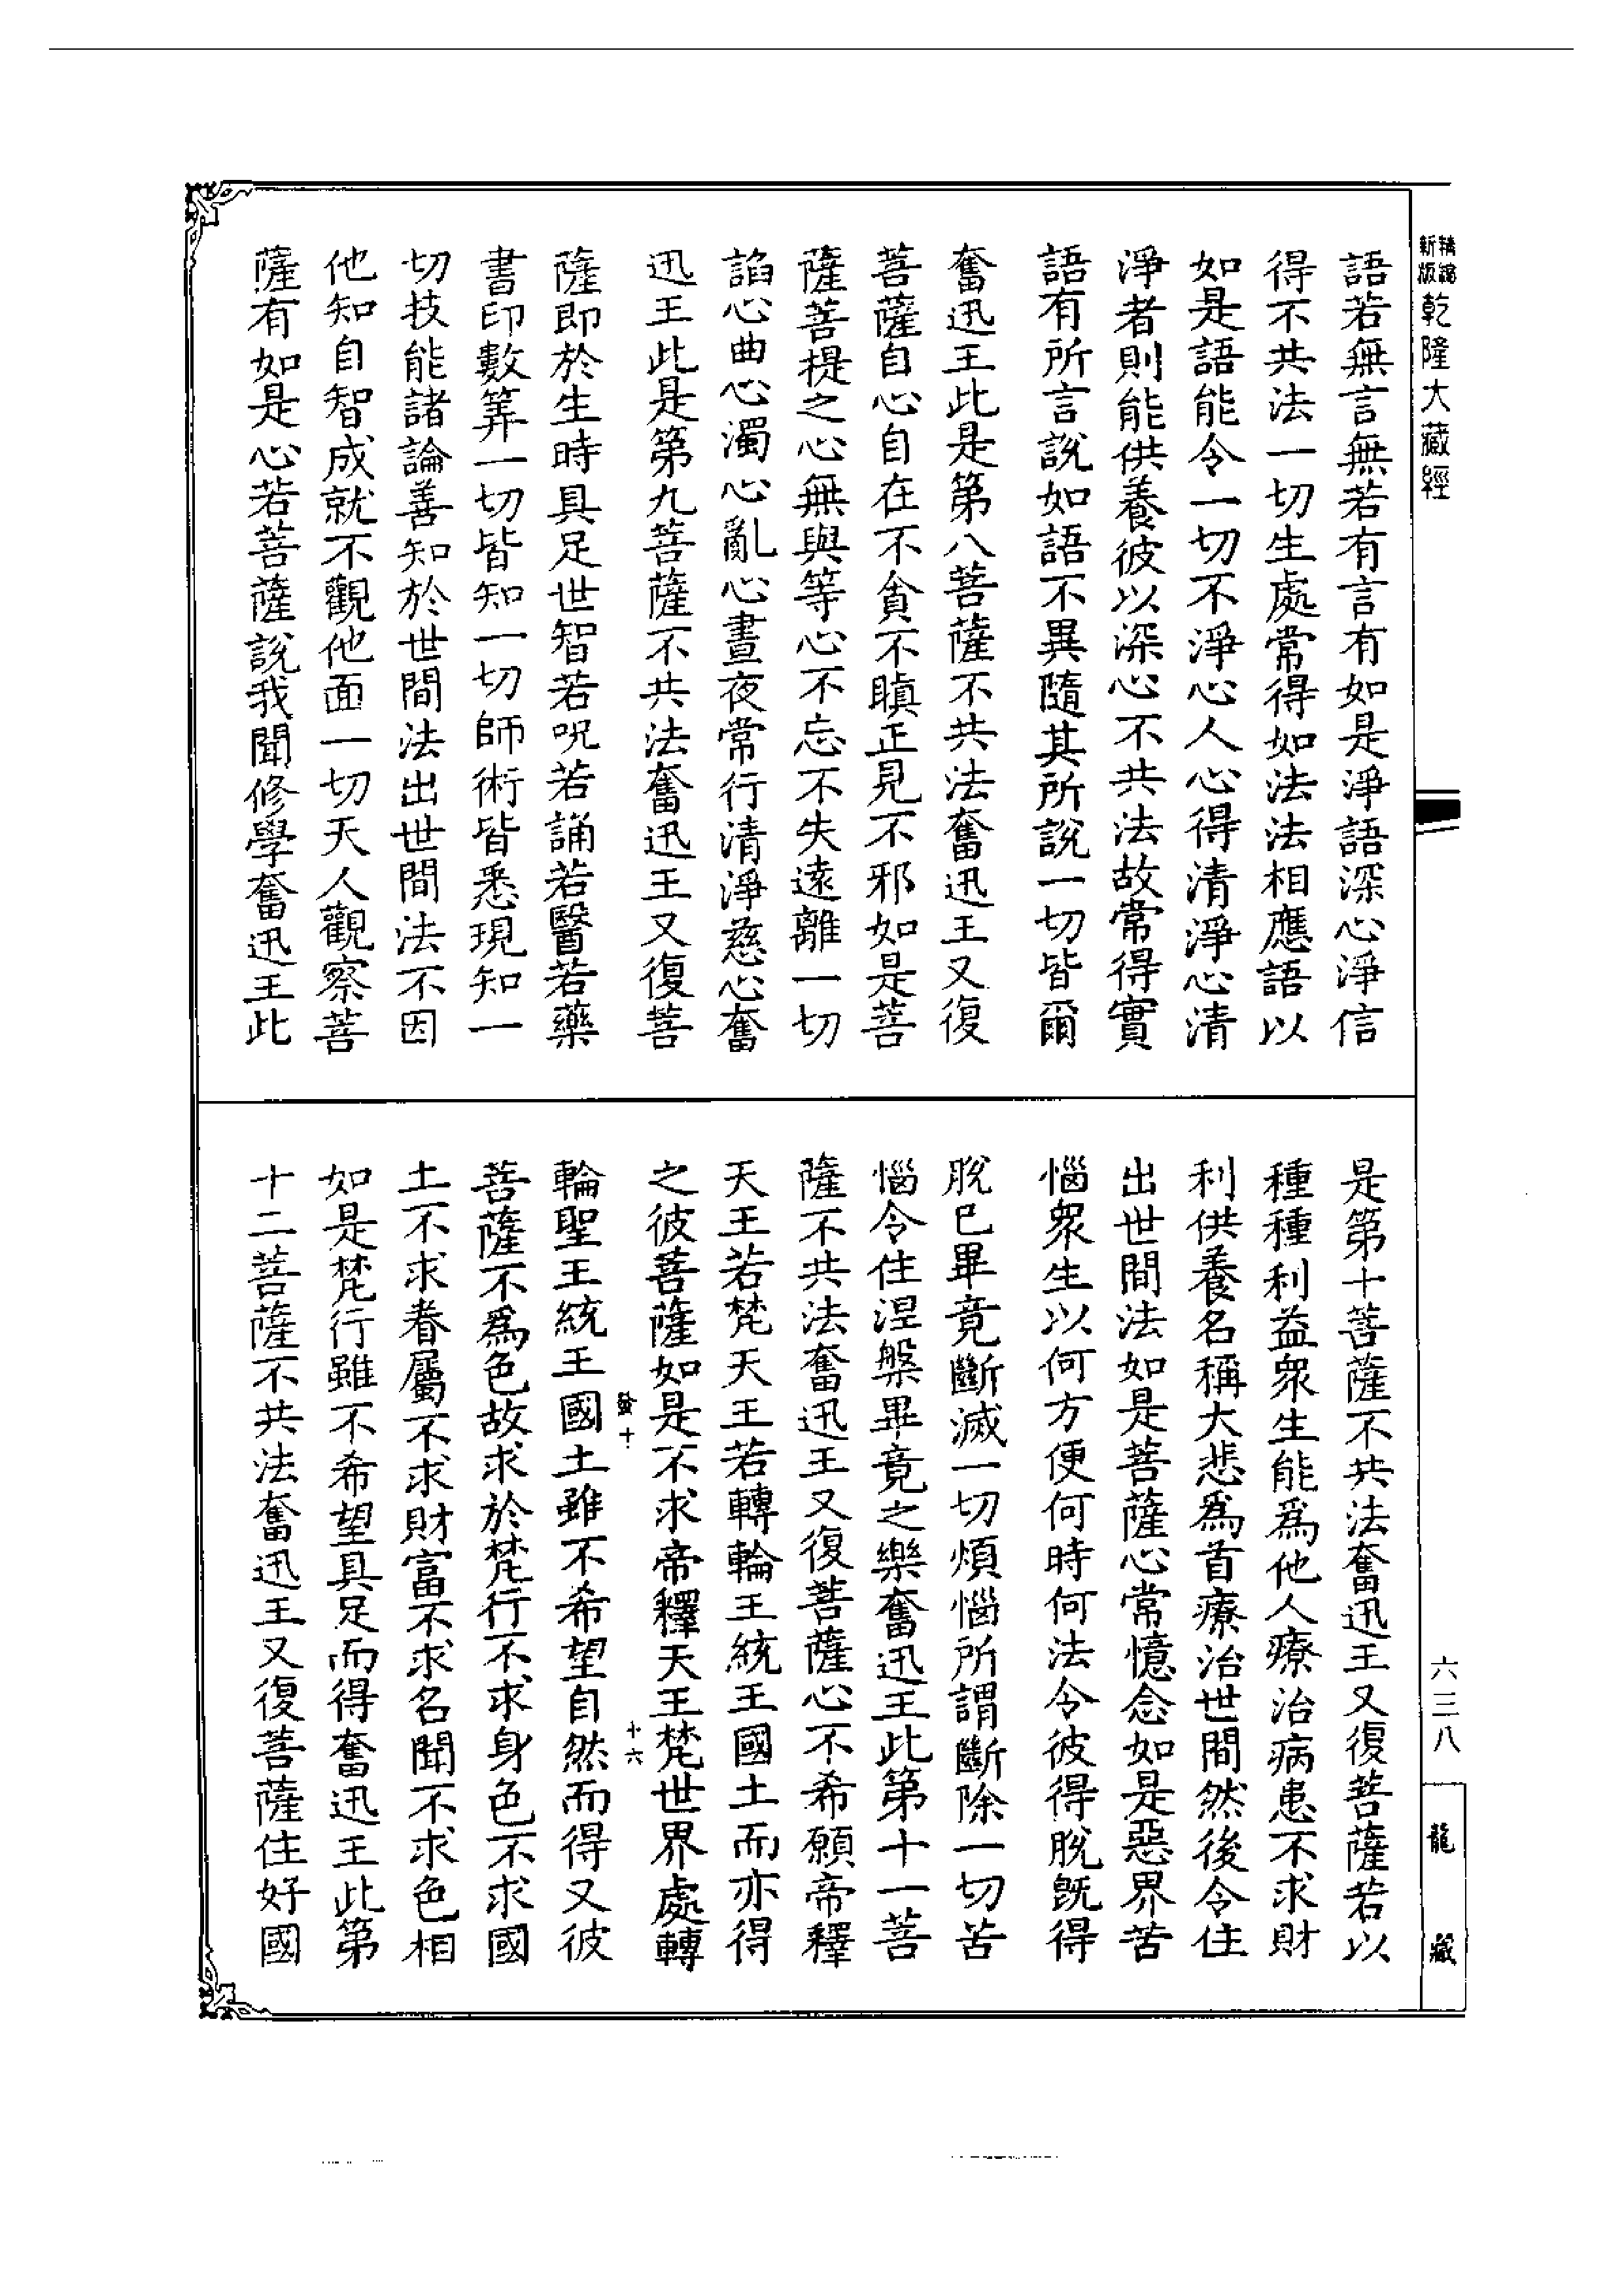 新版
精縮
乾隆大藏經
語若無言無若有言有如是淨語深心淨信
得不共法一切生處常得如法法相應語以
如是語能令一切不淨心人心得清淨心清
淨者則能供養彼以深心不共法故常得實
語有所言說如語不異隨其所說一切皆爾
奮迅王此是第八菩薩不共法奮迅王又復
菩薩自心自在不貪不瞋正見不邪如是菩
薩菩提之心無與等心不忘不失遠離一切
諂心曲心濁心亂心晝夜常行清淨慈心奮
迅王此是第九菩薩不共法奮迅王又復菩
薩即於生時具足世智若呪若誦若醫若藥
書印數筭一切皆知一切師術皆悉現知一
切技能諸論善知於世間法出世間法不因
他知自智成就不觀他面一切天人觀察菩
薩有如是心若菩薩說我聞修學奮迅王此
是第十菩薩不共法奮迅王又復菩薩若以
種種利益眾生能為他人療治病患不求財
利供養名稱大悲為首療治世間然後令住
出世間法如是菩薩心常憶念如是惡界苦
惱眾生以何方便何時何法令彼得脫既得
脫已畢竟斷滅一切煩惱所謂斷除一切苦
惱令住涅槃畢竟之樂奮迅王此第十一菩
薩不共法奮迅王又復菩薩心不希願帝釋
天王若梵天王若轉輪王統王國土而亦得
之彼菩薩如是不求帝釋天王梵世界處轉
輪聖王統王國土雖不希望自然而得又彼
菩薩不為色故求於梵行不求身色不求國
土不求眷屬不求財富不求名聞不求色相
如是梵行雖不希望具足而得奮迅王此第
十二菩薩不共法奮迅王又復菩薩住好國
十六
六三八
龍藏